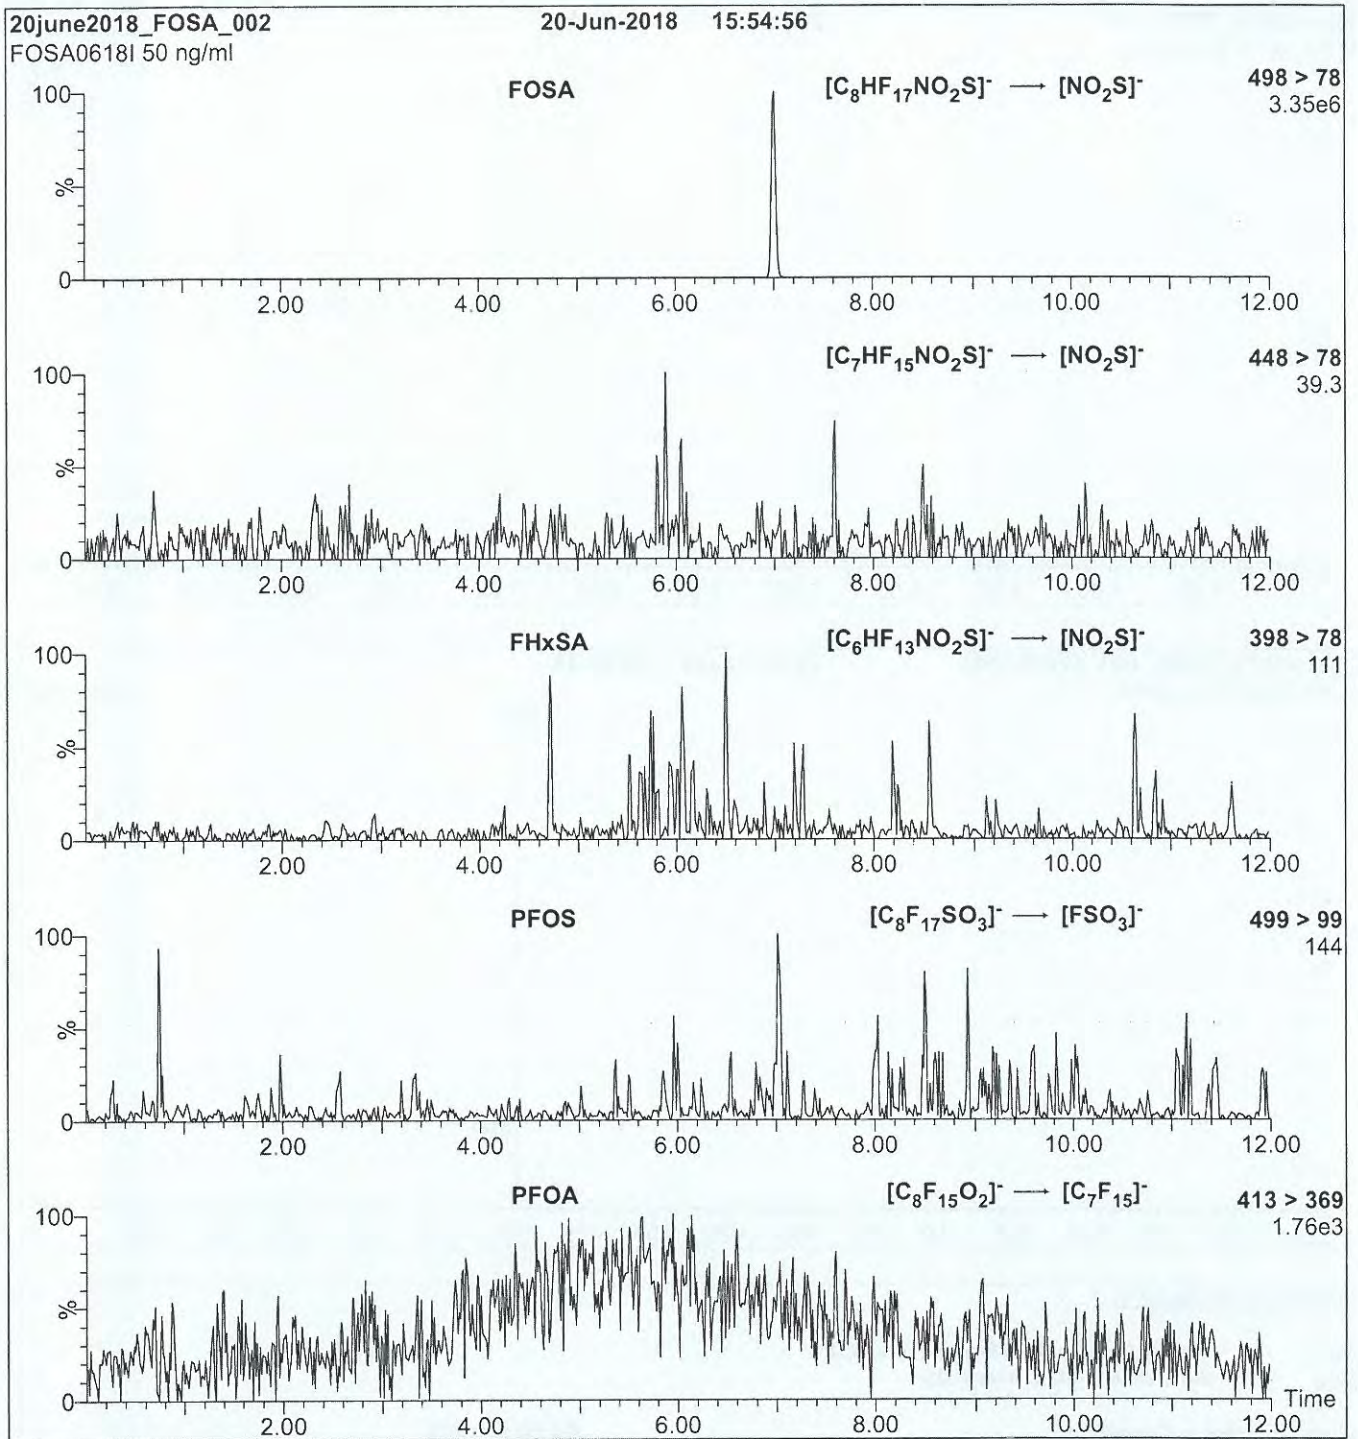 20june2018_FOSA_002 20-Jun-2018 15:54:56
FOSA0618I 50 ng/ml
FOSA [C₈HF₁₇NO₂S]⁻ ⟶ [NO₂S]⁻ 498 > 78
3.35e6
100
%
0
2.00 4.00 6.00 8.00 10.00 12.00
[C₇HF₁₅NO₂S]⁻ ⟶ [NO₂S]⁻ 448 > 78
39.3
100
%
0
2.00 4.00 6.00 8.00 10.00 12.00
FHxSA [C₆HF₁₃NO₂S]⁻ ⟶ [NO₂S]⁻ 398 > 78
111
100
%
0
2.00 4.00 6.00 8.00 10.00 12.00
PFOS [C₈F₁₇SO₃]⁻ ⟶ [FSO₃]⁻ 499 > 99
144
100
%
0
2.00 4.00 6.00 8.00 10.00 12.00
PFOA [C₈F₁₅O₂]⁻ ⟶ [C₇F₁₅]⁻ 413 > 369
1.76e3
100
%
0
Time
2.00 4.00 6.00 8.00 10.00 12.00